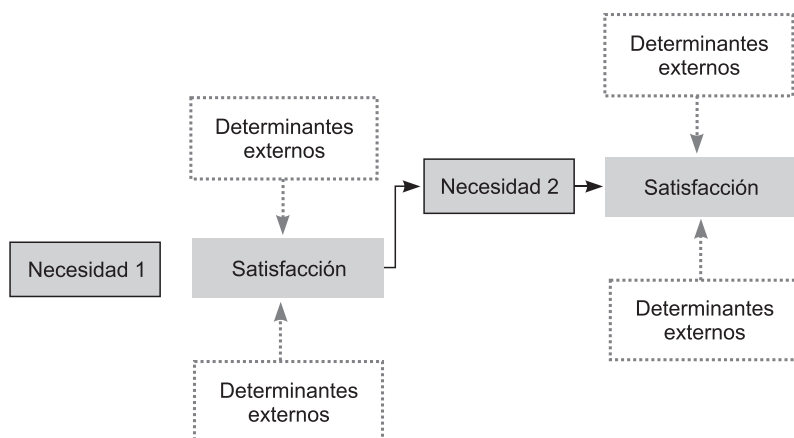 Determinantes
externos
Determinantes
externos
Necesidad 2
Satisfacción
Necesidad 1
Satisfacción
Determinantes
externos
Determinantes
externos